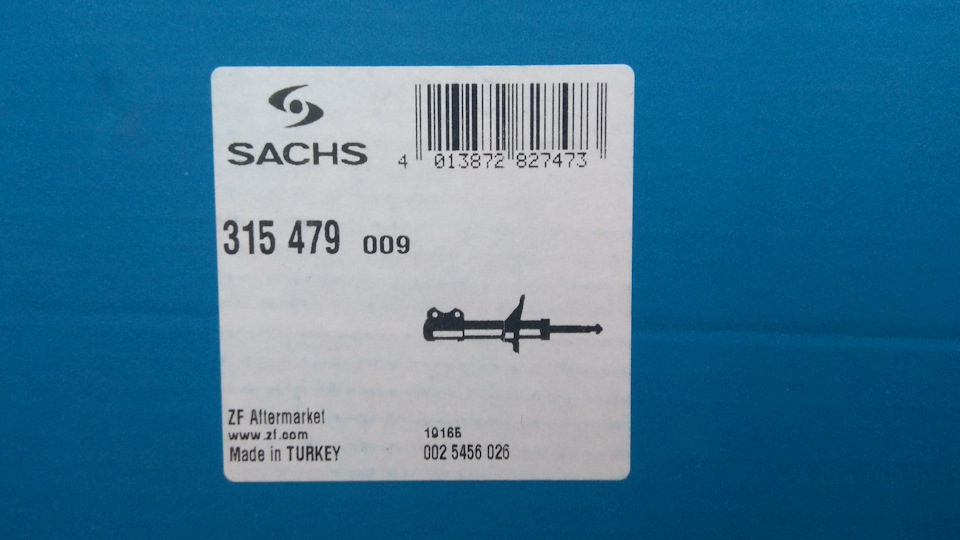 SACHS
4 013872 827473
315 479 009
ZF Aftermarket
www.zf.com
Made in TURKEY
19165
002 5456 026